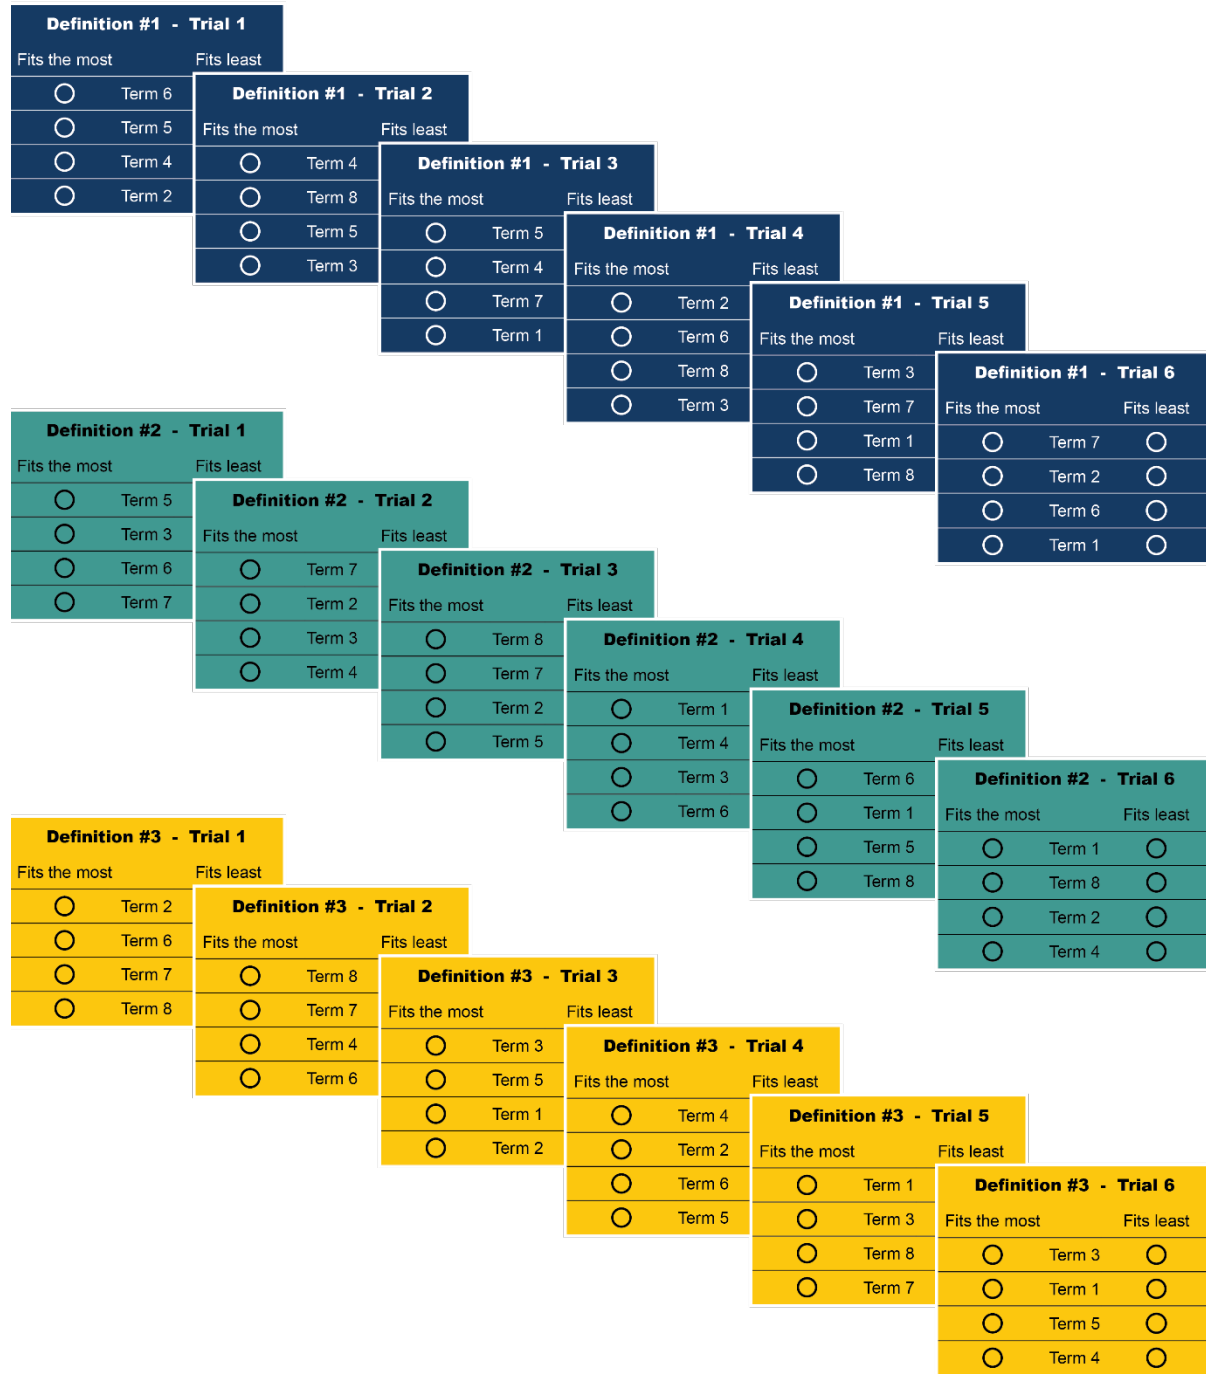 Definition #1 - Trial 1
Fits the most Fits least
Term 6
Term 5
Term 4
Term 2
Definition #1 - Trial 2
Fits the most Fits least
Term 4
Term 8
Term 5
Term 3
Definition #1 - Trial 3
Fits the most Fits least
Term 5
Term 4
Term 7
Term 1
Definition #1 - Trial 4
Fits the most Fits least
Term 2
Term 6
Term 8
Term 3
Definition #1 - Trial 5
Fits the most Fits least
Term 3
Term 7
Term 1
Term 8
Definition #1 - Trial 6
Fits the most Fits least
Term 7
Term 2
Term 6
Term 1
Definition #2 - Trial 1
Fits the most Fits least
Term 5
Term 3
Term 6
Term 7
Definition #2 - Trial 2
Fits the most Fits least
Term 7
Term 2
Term 3
Term 4
Definition #2 - Trial 3
Fits the most Fits least
Term 8
Term 7
Term 2
Term 5
Definition #2 - Trial 4
Fits the most Fits least
Term 1
Term 4
Term 3
Term 6
Definition #2 - Trial 5
Fits the most Fits least
Term 6
Term 1
Term 5
Term 8
Definition #2 - Trial 6
Fits the most Fits least
Term 1
Term 8
Term 2
Term 4
Definition #3 - Trial 1
Fits the most Fits least
Term 2
Term 6
Term 7
Term 8
Definition #3 - Trial 2
Fits the most Fits least
Term 8
Term 7
Term 4
Term 6
Definition #3 - Trial 3
Fits the most Fits least
Term 3
Term 5
Term 1
Term 2
Definition #3 - Trial 4
Fits the most Fits least
Term 4
Term 2
Term 6
Term 5
Definition #3 - Trial 5
Fits the most Fits least
Term 1
Term 3
Term 8
Term 7
Definition #3 - Trial 6
Fits the most Fits least
Term 3
Term 1
Term 5
Term 4